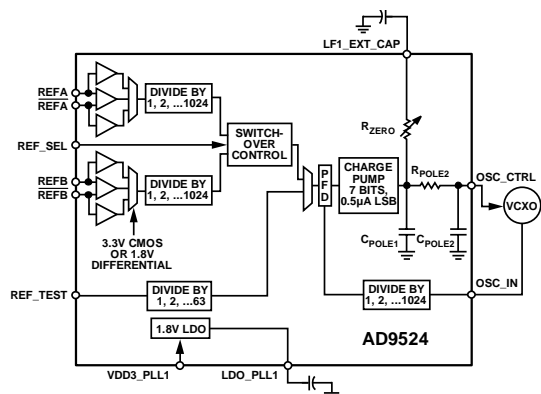 LF1_EXT_CAP
REFA
REFA
DIVIDE BY
1, 2, ...1024
REF_SEL
SWITCH-
OVER
CONTROL
REFB
REFB
DIVIDE BY
1, 2, ...1024
3.3V CMOS
OR 1.8V
DIFFERENTIAL
P
F
D
CHARGE
PUMP
7 BITS,
0.5µA LSB
RZERO
RPOLE2
OSC_CTRL
VCXO
CPOLE1
CPOLE2
REF_TEST
DIVIDE BY
1, 2, ...63
DIVIDE BY
1, 2, ...1024
OSC_IN
1.8V LDO
AD9524
VDD3_PLL1
LDO_PLL1